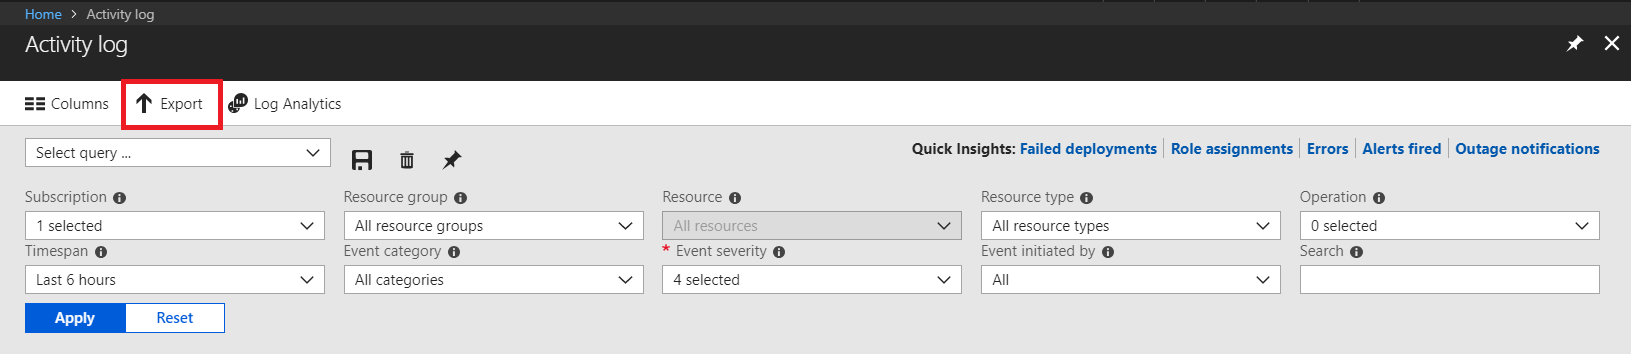 Home > Activity log
Activity log
Columns Export Log Analytics
Select query ... Quick Insights: Failed deployments Role assignments Errors Alerts fired Outage notifications
Subscription Resource group Resource Resource type Operation
1 selected All resource groups All resources All resource types 0 selected
Timespan Event category * Event severity Event initiated by Search
Last 6 hours All categories 4 selected All
Apply Reset